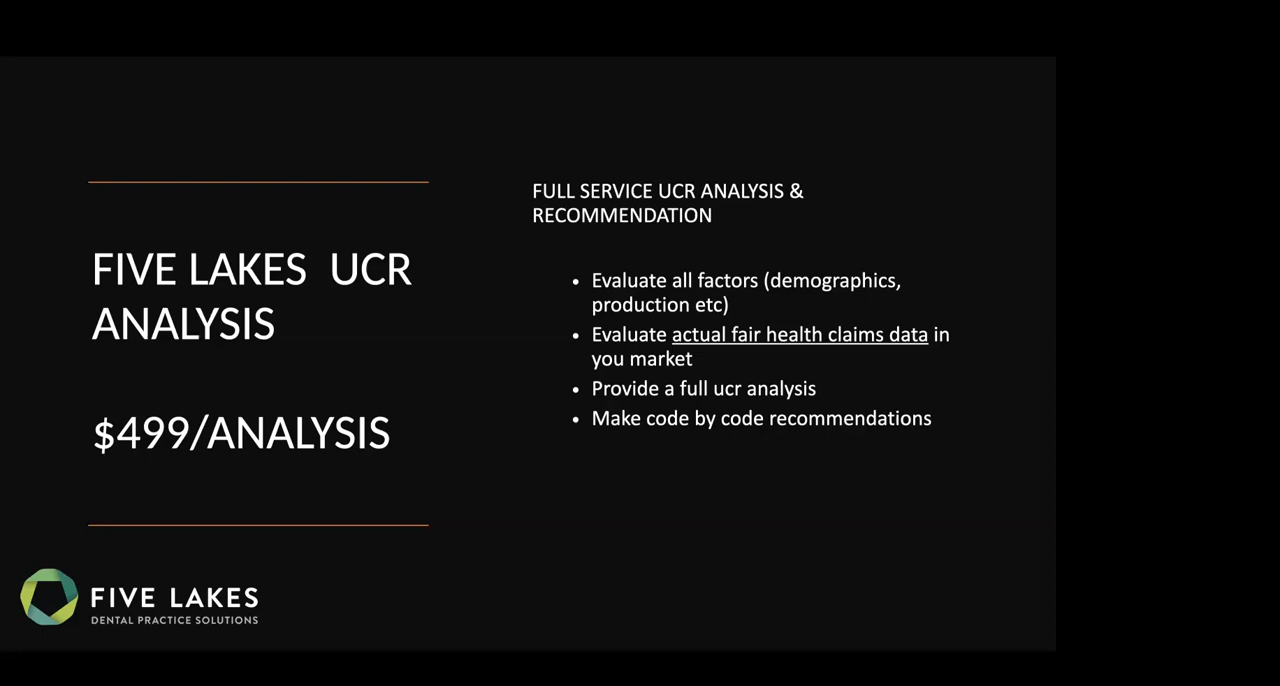 FIVE LAKES  UCR
ANALYSIS
$499/ANALYSIS
FULL SERVICE UCR ANALYSIS &
RECOMMENDATION
• Evaluate all factors (demographics,
production etc)
• Evaluate actual fair health claims data in
you market
• Provide a full ucr analysis
• Make code by code recommendations
FIVE LAKES
DENTAL PRACTICE SOLUTIONS